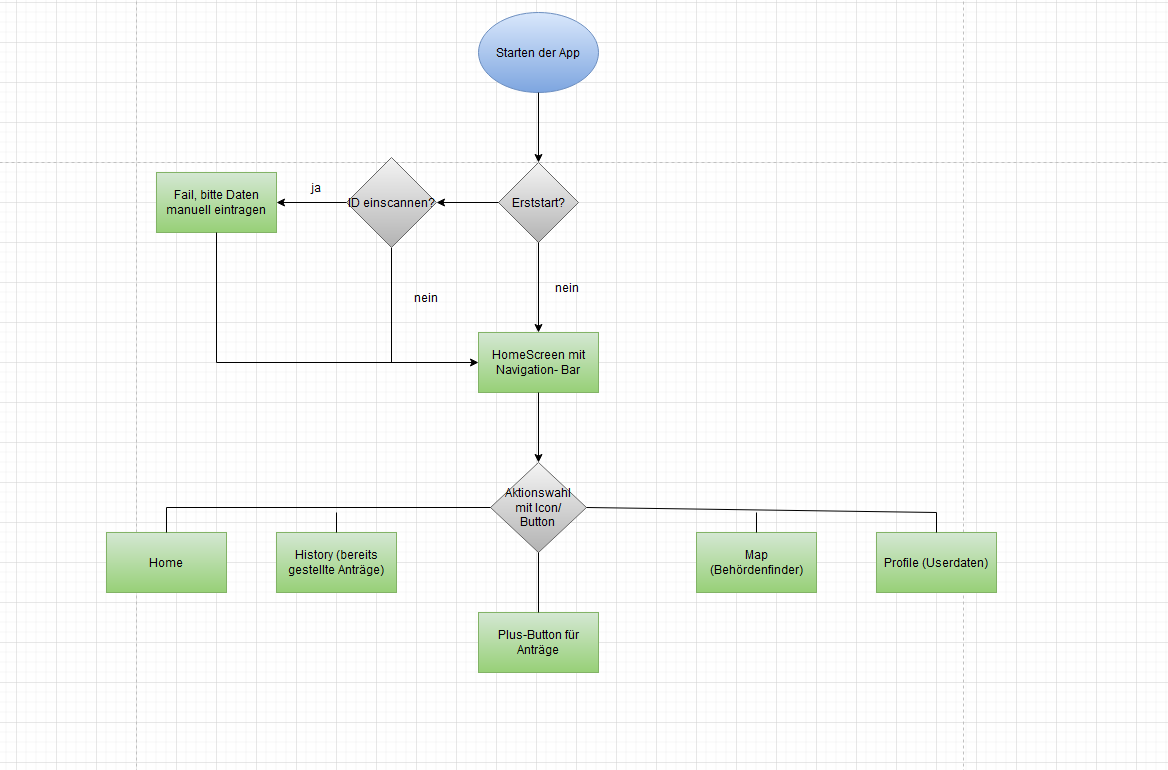 Starten der App
Fail, bitte Daten
manuell eintragen
ja
ID einscannen?
Erststart?
nein
nein
HomeScreen mit
Navigation- Bar
Aktionswahl
mit Icon/
Button
Home
History (bereits
gestellte Anträge)
Map
(Behördenfinder)
Profile (Userdaten)
Plus-Button für
Anträge